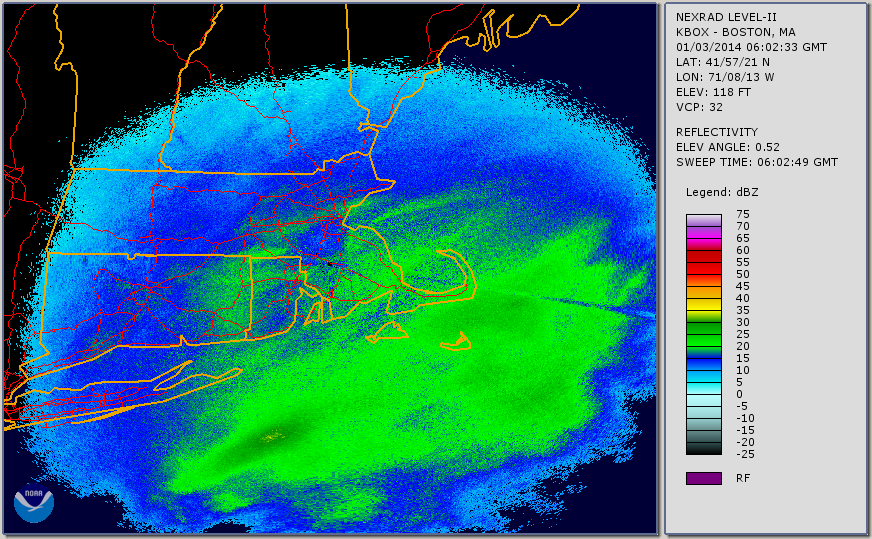 NEXRAD LEVEL-II
KBOX - BOSTON, MA
01/03/2014 06:02:33 GMT
LAT: 41/57/21 N
LON: 71/08/13 W
ELEV: 118 FT
VCP: 32
REFLECTIVITY
ELEV ANGLE: 0.52
SWEEP TIME: 06:02:49 GMT
Legend: dBZ
75
70
65
60
55
50
45
40
35
30
25
20
15
10
5
0
-5
-10
-15
-20
-25
RF
NOAA